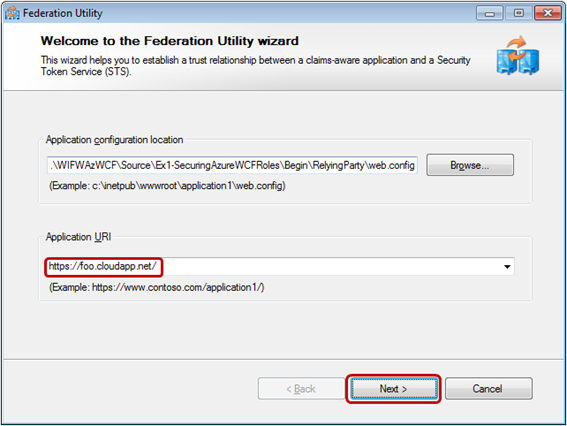 Federation Utility
Welcome to the Federation Utility wizard
This wizard helps you to establish a trust relationship between a claims-aware application and a Security
Token Service (STS).
Application configuration location
.\WIFWAzWCF\Source\Ex1-SecuringAzureWCFRoles\Begin\RelyingParty\web.config
Browse...
(Example: c:\inetpub\wwwroot\application1\web.config)
Application URI
https://foo.cloudapp.net/
(Example: https://www.contoso.com/application1/)
< Back
Next >
Cancel